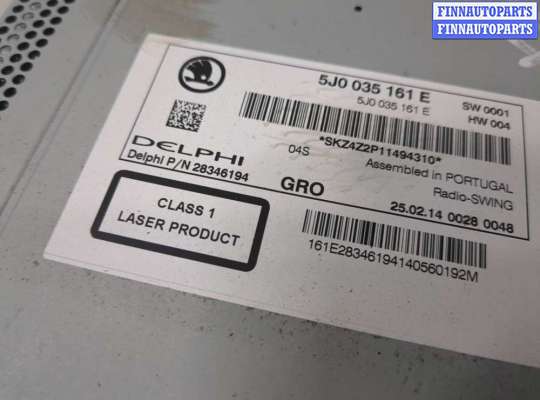 FINNAUTOPARTS
FINNAUTOPARTS
5J0 035 161 E
SW 0001
5J0 035 161 E
HW 004
*SKZ4Z2P11494310*
DELPHI
04S
Assembled in PORTUGAL
Delphi P/N 28346194
GRO
Radio-SWING
25.02.14 0028 0048
CLASS 1
LASER PRODUCT
161E28346194140560192M